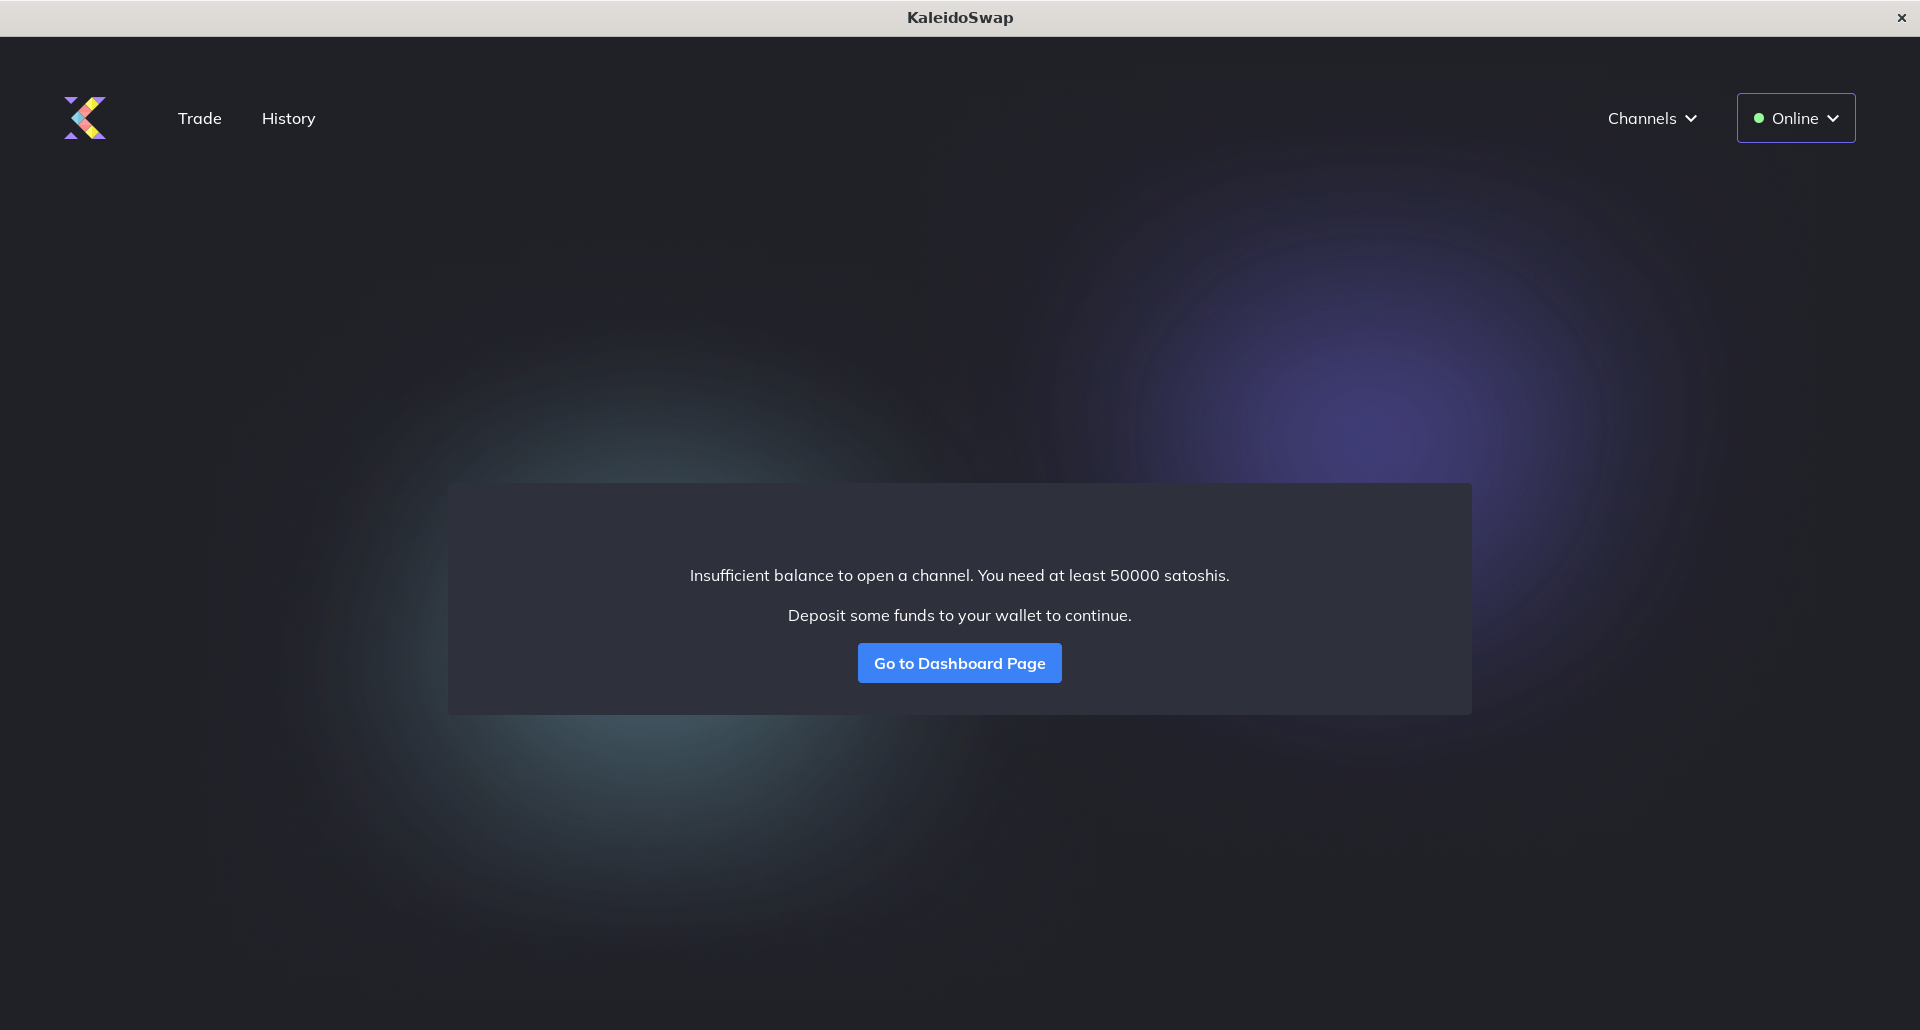 KaleidoSwap
Trade
History
Channels
Online
Insufficient balance to open a channel. You need at least 50000 satoshis.
Deposit some funds to your wallet to continue.
Go to Dashboard Page